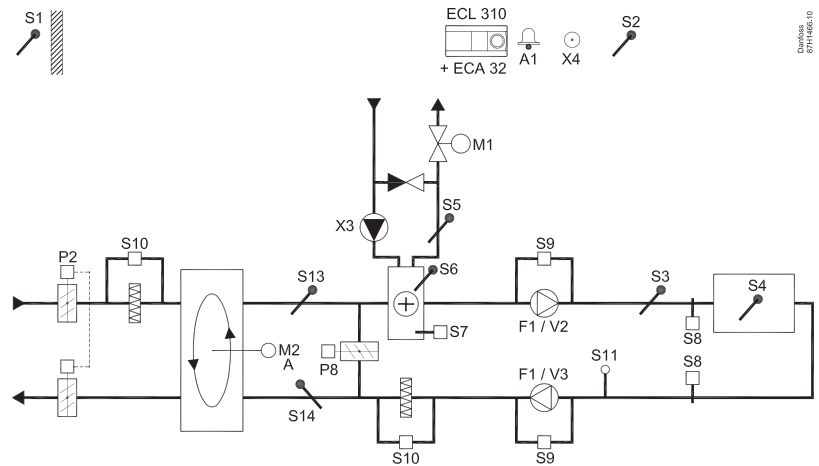 S1
ECL 310
+ ECA 32
A1
X4
S2
Danfoss
87H1466.10
M1
X3
S5
S6
S7
P2
S10
S13
S9
F1 / V2
S3
S4
S8
M2
A
P8
S14
S10
F1 / V3
S9
S11
S8